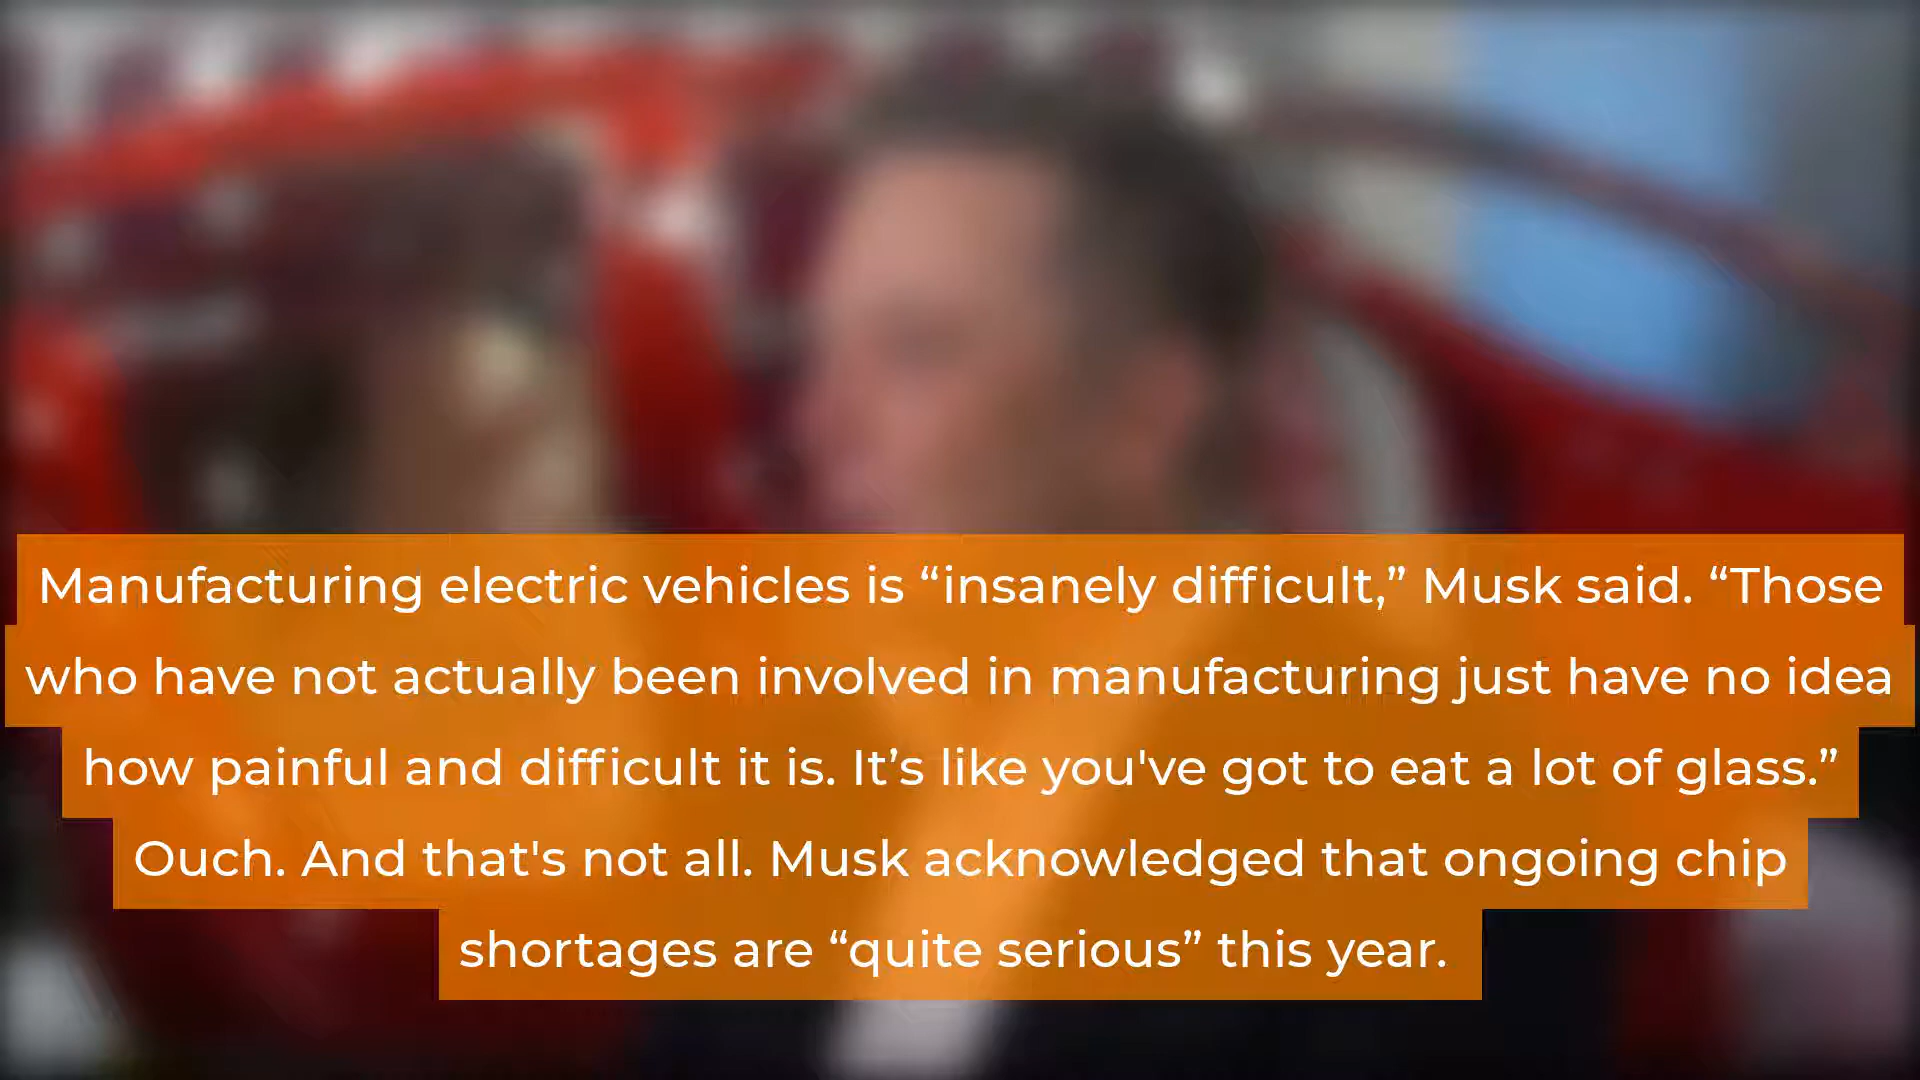 Manufacturing electric vehicles is “insanely difficult,” Musk said. “Those
who have not actually been involved in manufacturing just have no idea
how painful and difficult it is. It’s like you've got to eat a lot of glass.”
Ouch. And that's not all. Musk acknowledged that ongoing chip
shortages are “quite serious” this year.